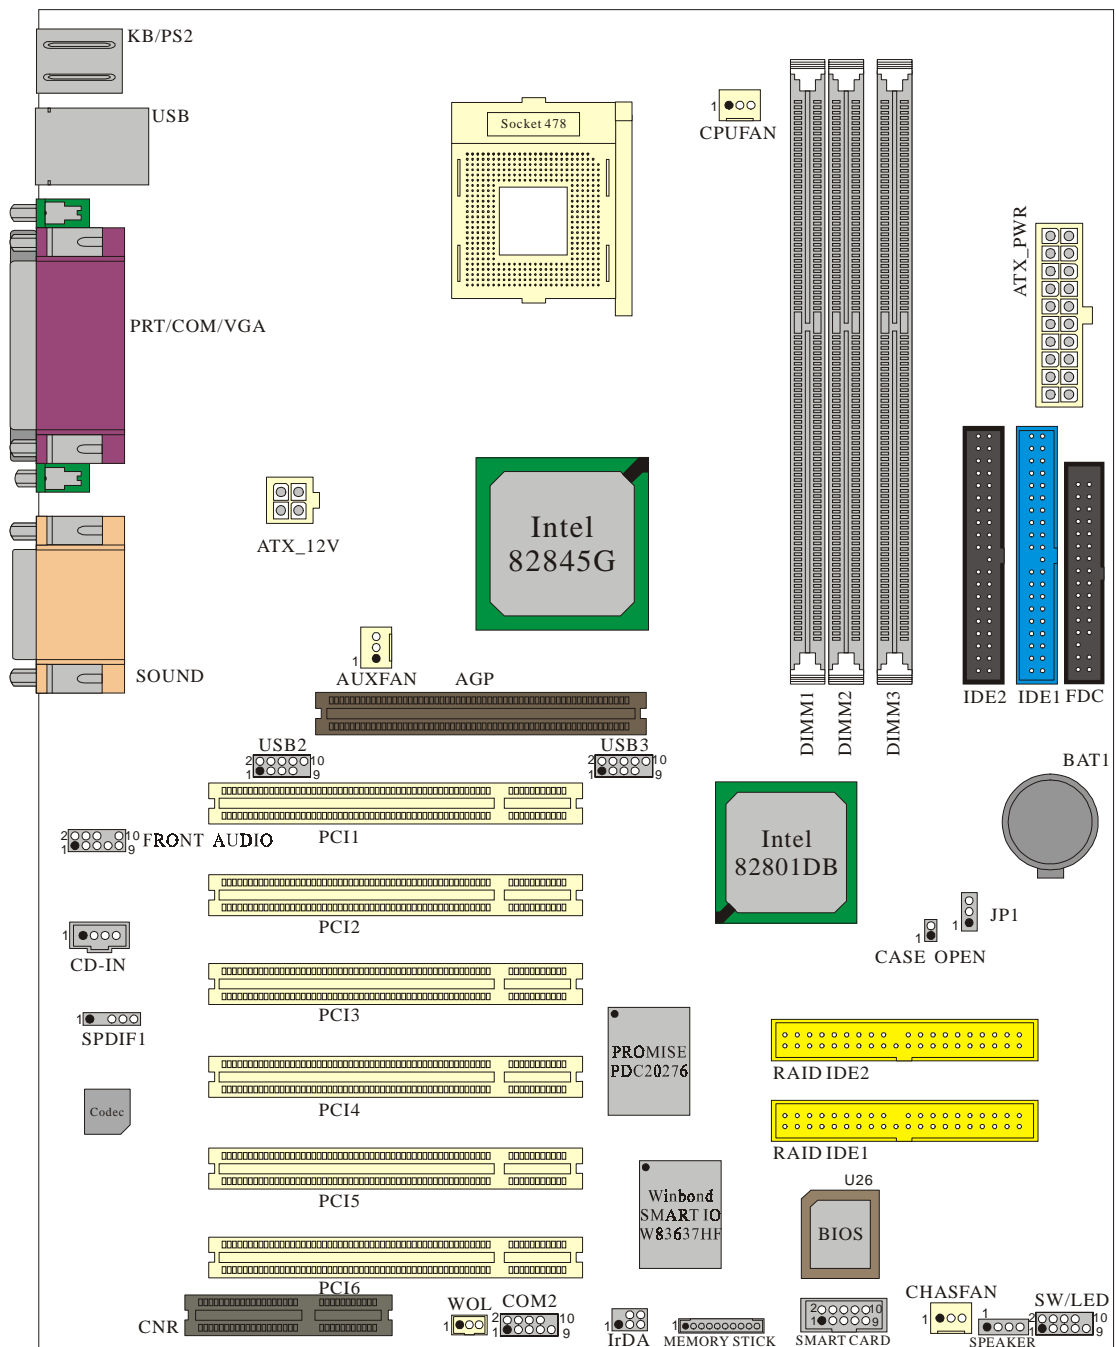 KB/PS2
USB
Socket 478
1
CPUFAN
ATX_PWR
PRT/COM/VGA
ATX_12V
Intel
82845G
SOUND
1
AUXFAN
AGP
DIMM1
DIMM2
DIMM3
IDE2
IDE1
FDC
USB2
2 10
1 9
USB3
2 10
1 9
BAT1
PCI1
2 10
1 9
FRONT AUDIO
Intel
82801DB
PCI2
1
CD-IN
1
JP1
1
CASE OPEN
PCI3
1
SPDIF1
PROMISE
PDC20276
RAID IDE2
Codec
PCI4
RAID IDE1
PCI5
Winbond
SMART IO
W83637HF
U26
BIOS
PCI6
CNR
WOL
1
COM2
2 10
1 9
1
IrDA
1
MEMORY STICK
2 10
1 9
SMART CARD
CHASFAN
1
1
SPEAKER
SW/LED
2 10
1 9